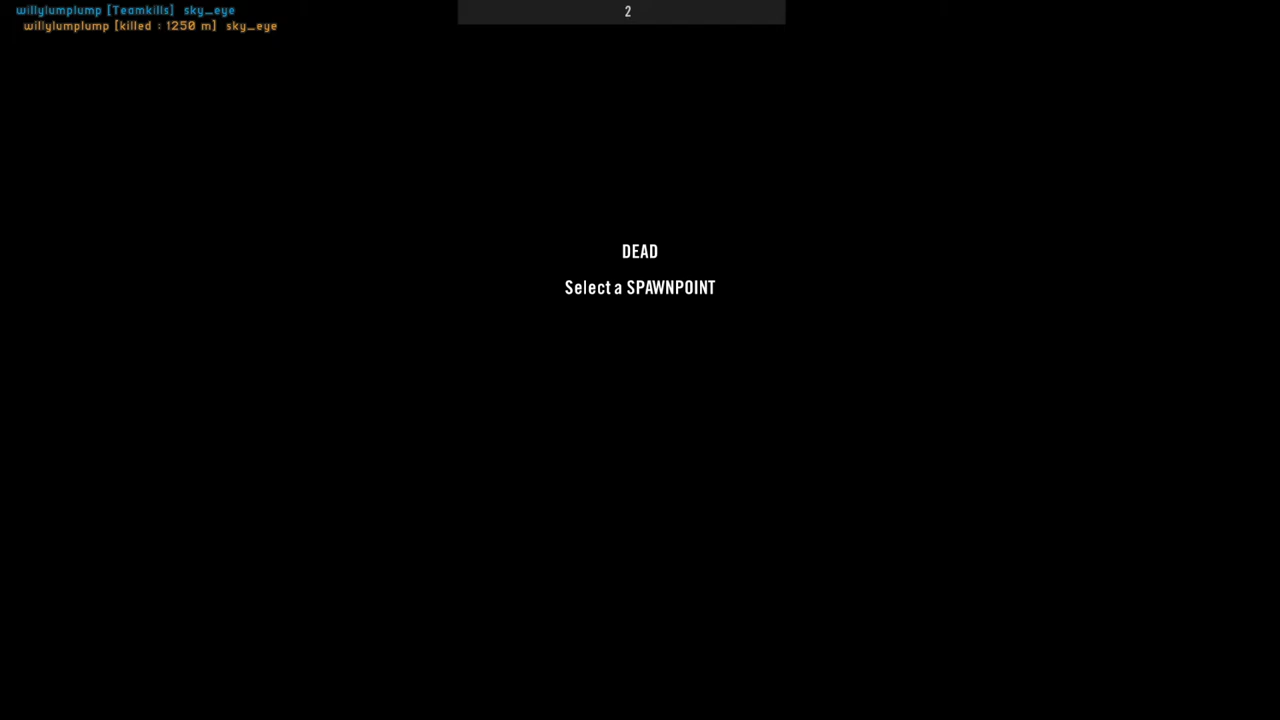 willylumplump [Teamkills] sky_eye
2
willylumplump [killed : 1250 m] sky_eye
DEAD
Select a SPAWNPOINT